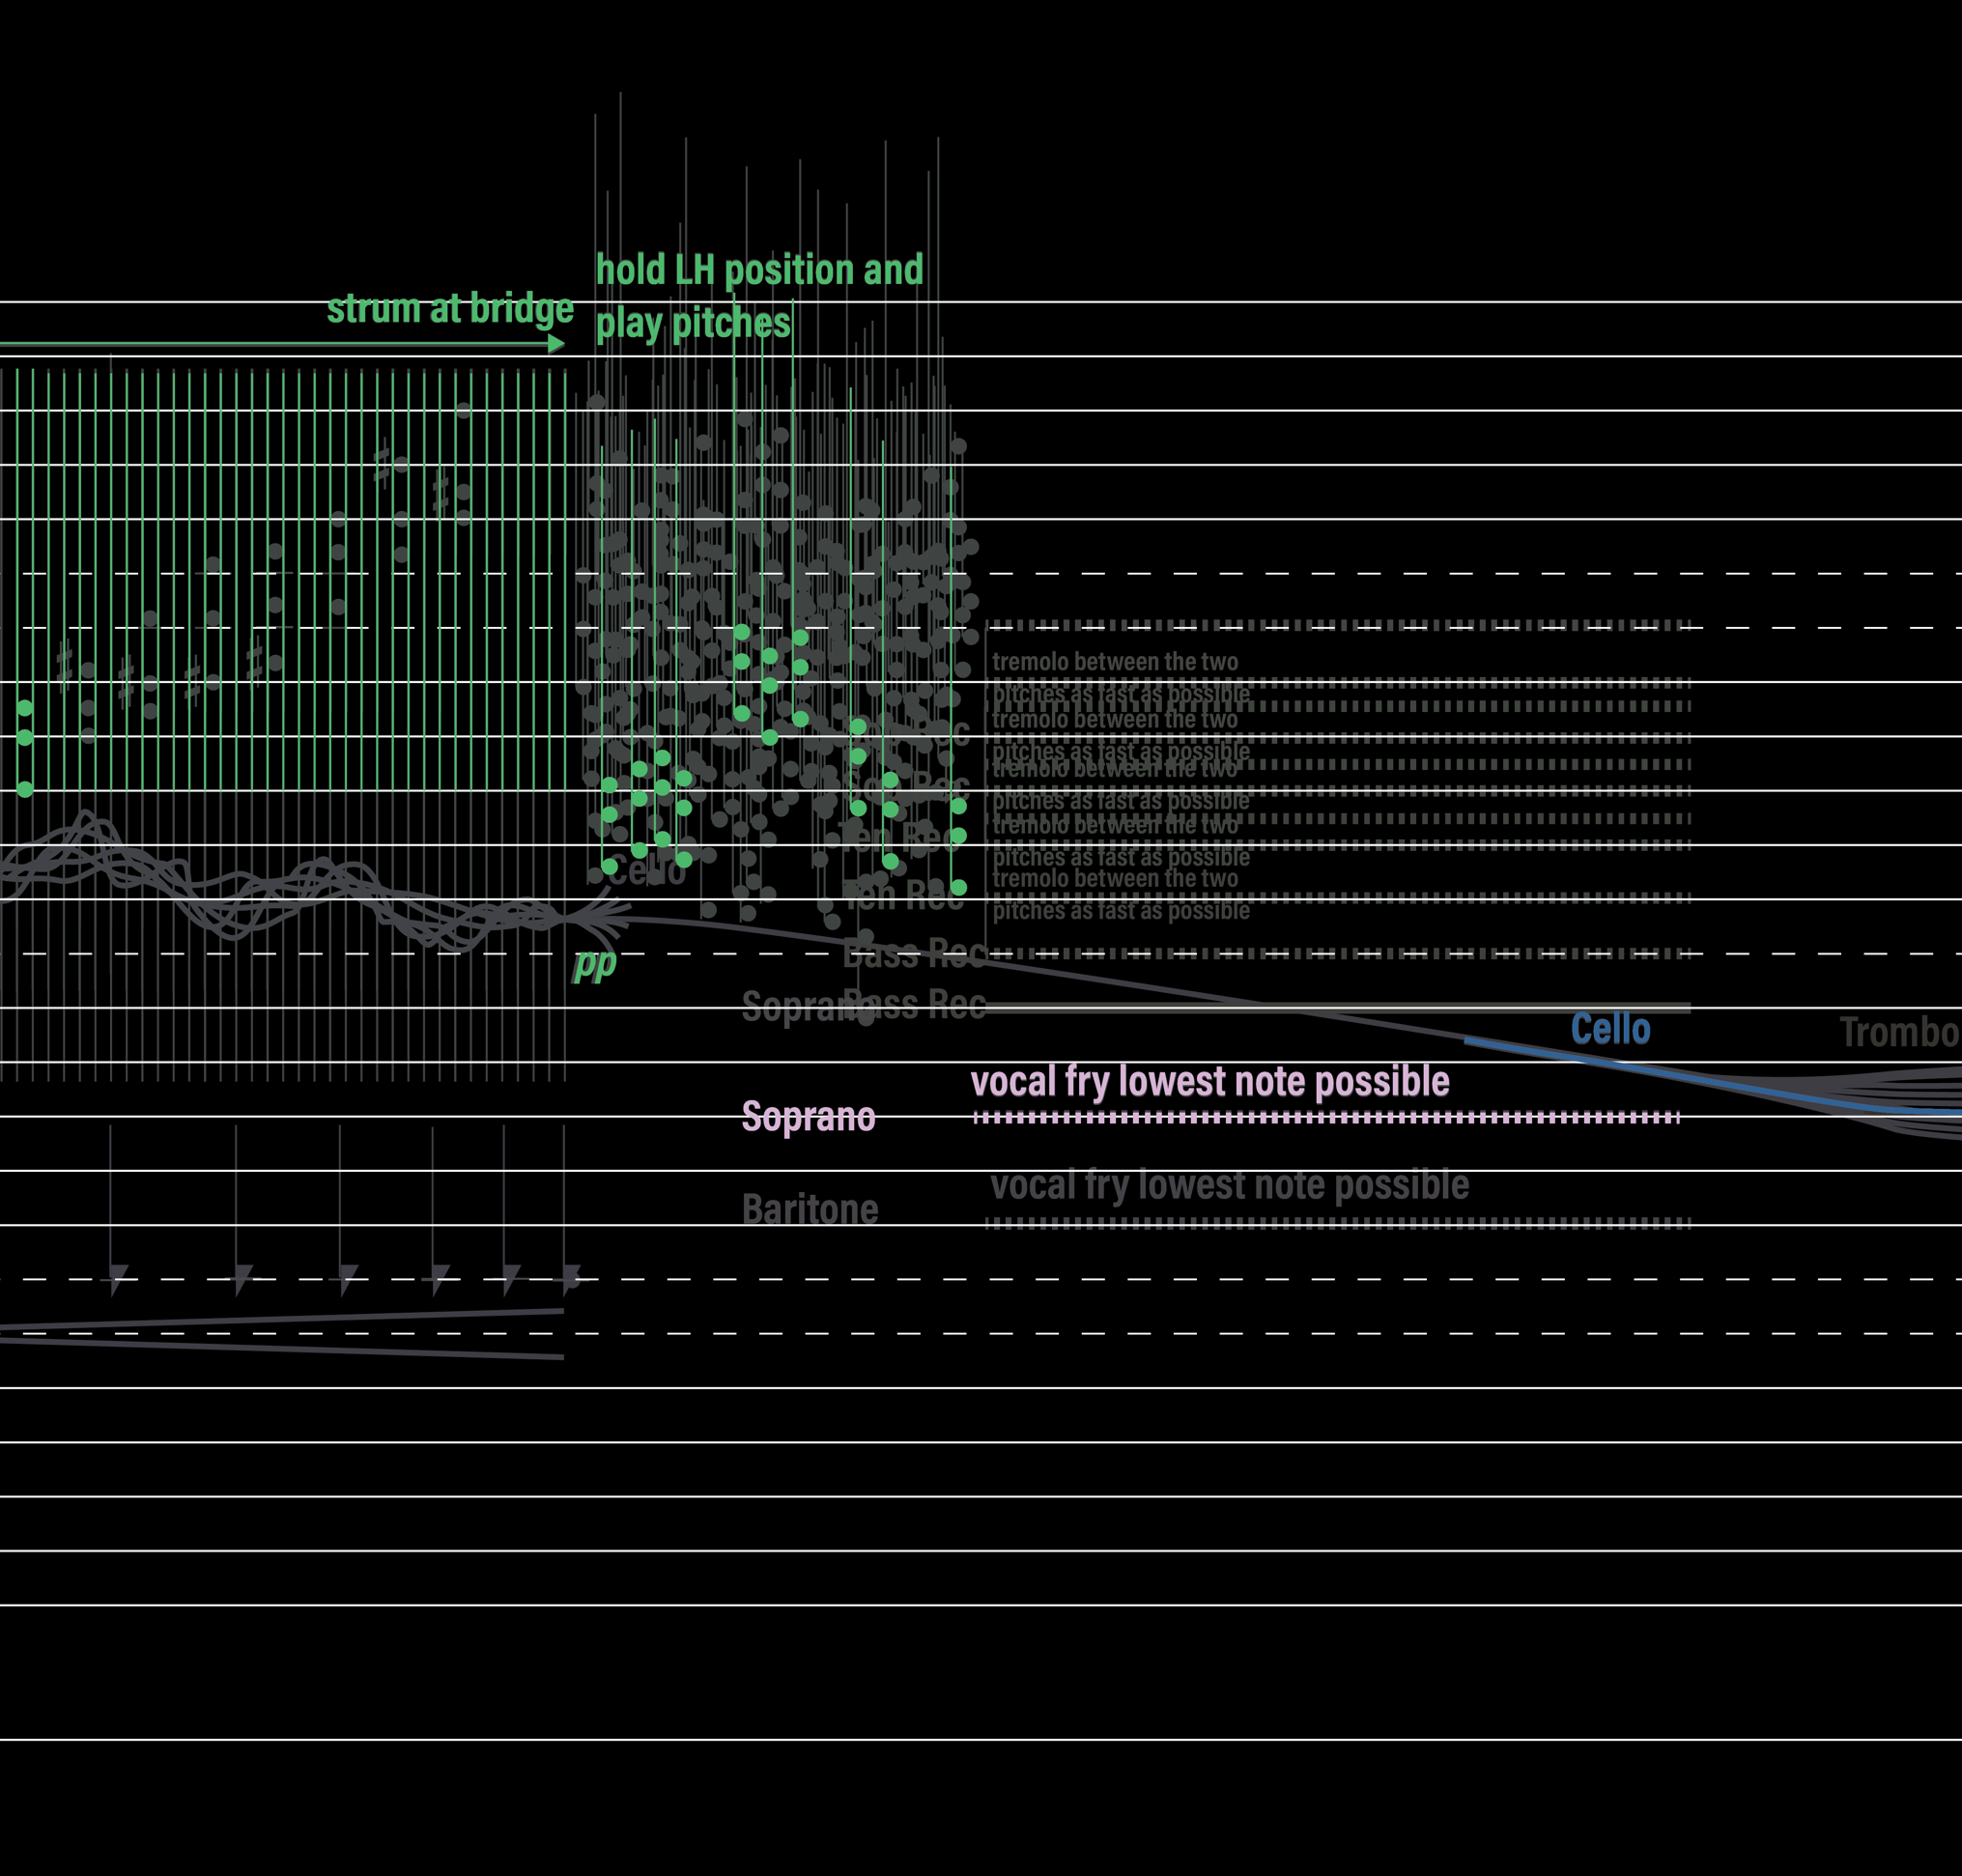 hold LH position and
strum at bridge
play pitches
tremolo between the two
pitches as fast as possible
tremolo between the two
pitches as fast as possible
tremolo between the two
pitches as fast as possible
Ten Rec
tremolo between the two
pitches as fast as possible
Cello
tremolo between the two
Ten Rec
pitches as fast as possible
Bass Rec
pp
Soprano
Bass Rec
Cello
Trombo
vocal fry lowest note possible
Soprano
vocal fry lowest note possible
Baritone